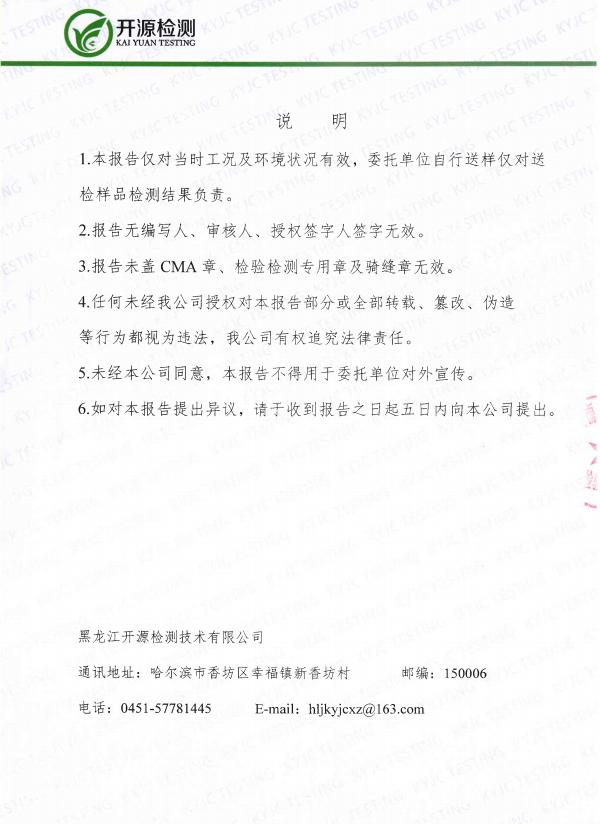 开源检测
KAI YUAN TESTING
说 明
1.本报告仅对当时工况及环境状况有效，委托单位自行送样仅对送
检样品检测结果负责。
2.报告无编写人、审核人、授权签字人签字无效。
3.报告未盖 CMA 章、检验检测专用章及骑缝章无效。
4.任何未经我公司授权对本报告部分或全部转载、篡改、伪造
等行为都视为违法，我公司有权追究法律责任。
5.未经本公司同意，本报告不得用于委托单位对外宣传。
6.如对本报告提出异议，请于收到报告之日起五日内向本公司提出。
黑龙江开源检测技术有限公司
通讯地址：哈尔滨市香坊区幸福镇新香坊村 邮编：150006
电话：0451-57781445 E-mail：hljkyjcxz@163.com
KYJC TESTING